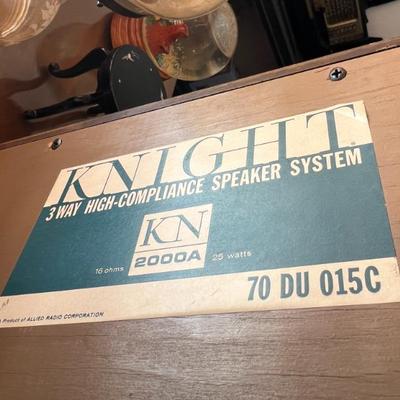 KNIGHT
3 WAY HIGH-COMPLIANCE SPEAKER SYSTEM
KN
2000A
16 ohms
25 watts
70 DU 015C
A Product of ALLIED RADIO CORPORATION